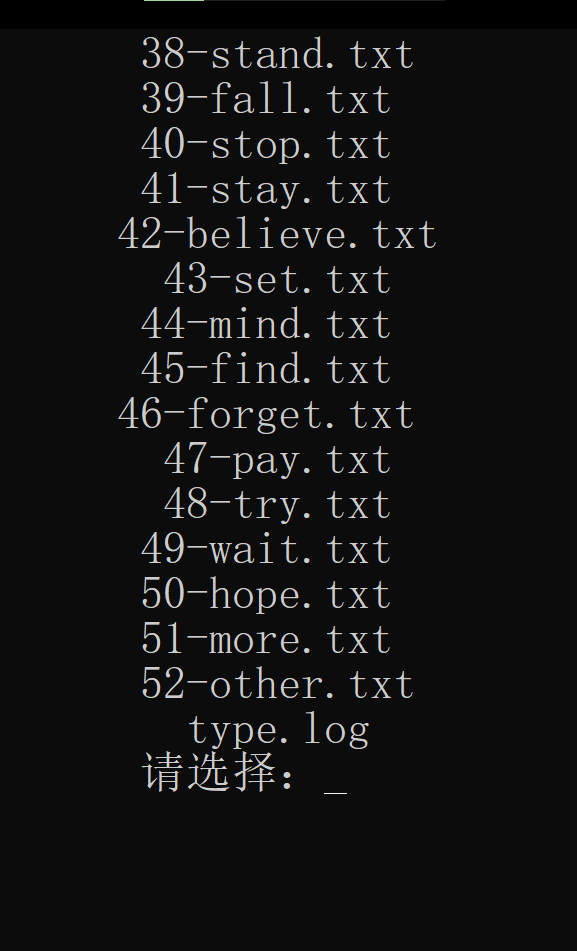 38-stand.txt
39-fall.txt
40-stop.txt
41-stay.txt
42-believe.txt
43-set.txt
44-mind.txt
45-find.txt
46-forget.txt
47-pay.txt
48-try.txt
49-wait.txt
50-hope.txt
51-more.txt
52-other.txt
type.log
请选择：_